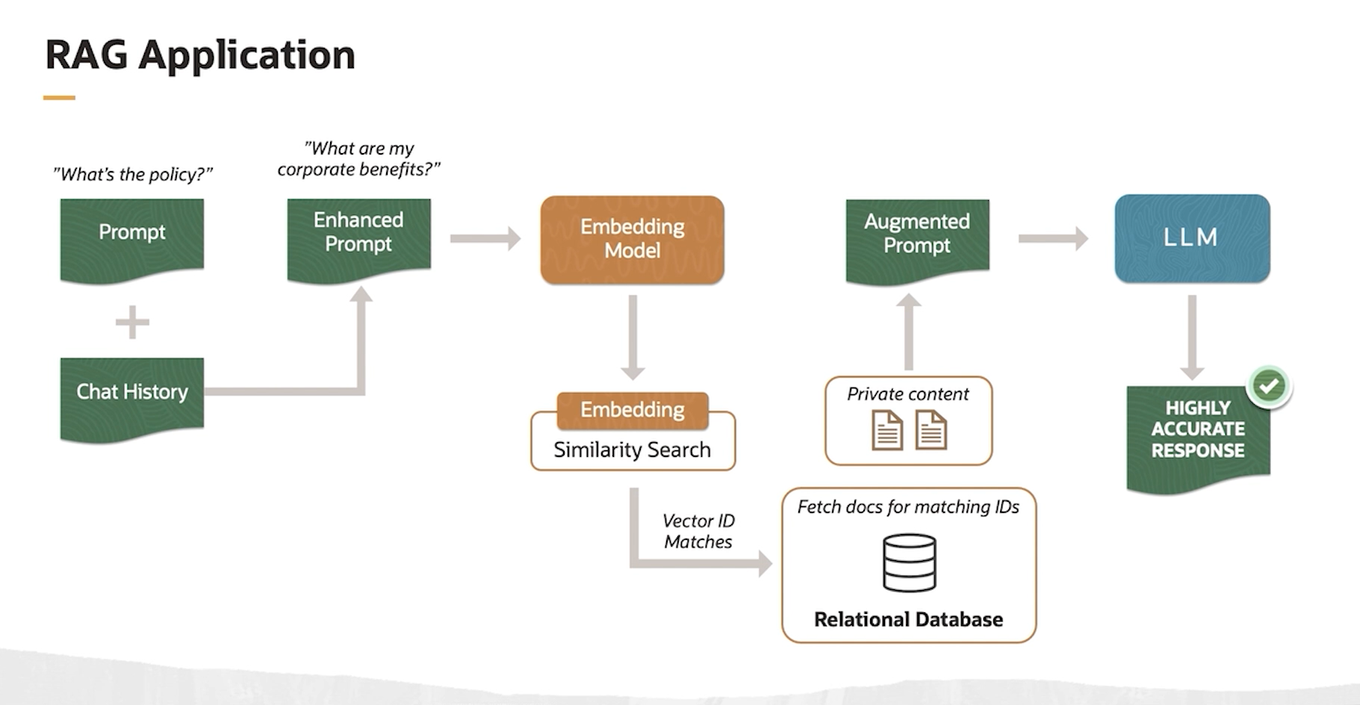 RAG Application
”What’s the policy?”
Prompt
Chat History
”What are my
corporate benefits?”
Enhanced
Prompt
Embedding
Model
Embedding
Similarity Search
Vector ID
Matches
Fetch docs for matching IDs
Relational Database
Private content
Augmented
Prompt
LLM
HIGHLY
ACCURATE
RESPONSE